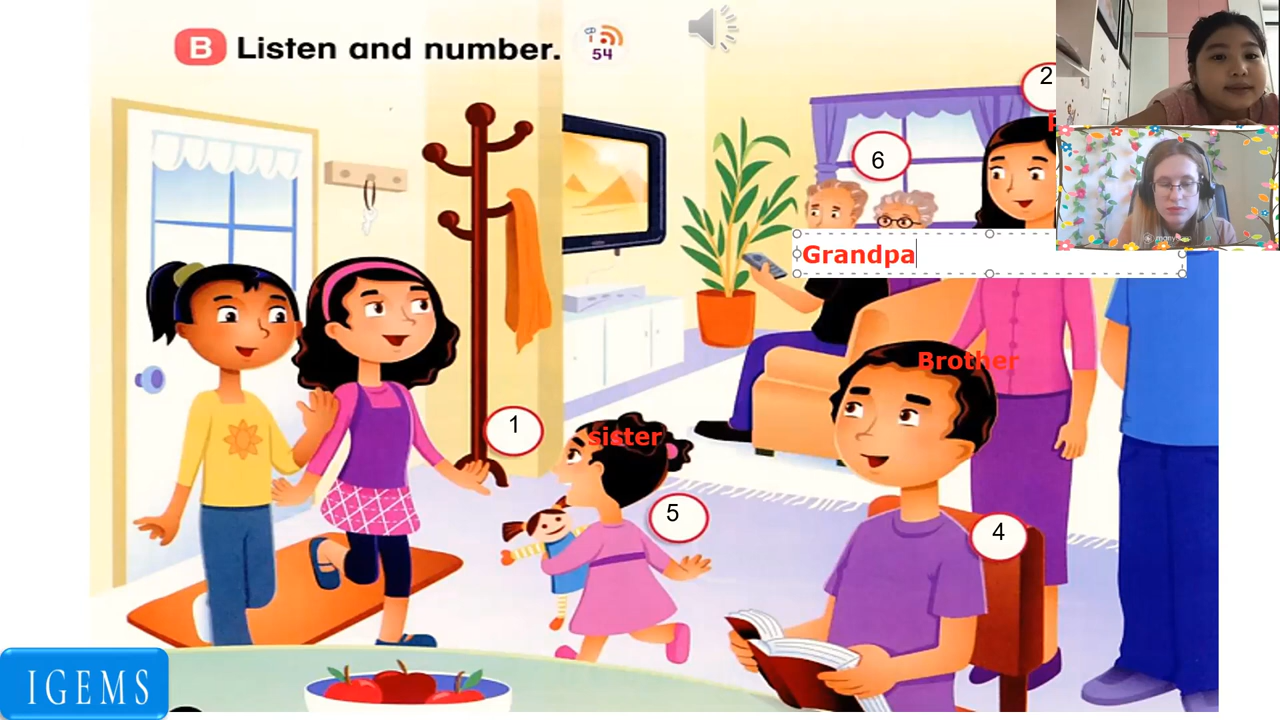 B Listen and number.
54
2
6
Grandpa
Brother
1
sister
5
4
IGEMS